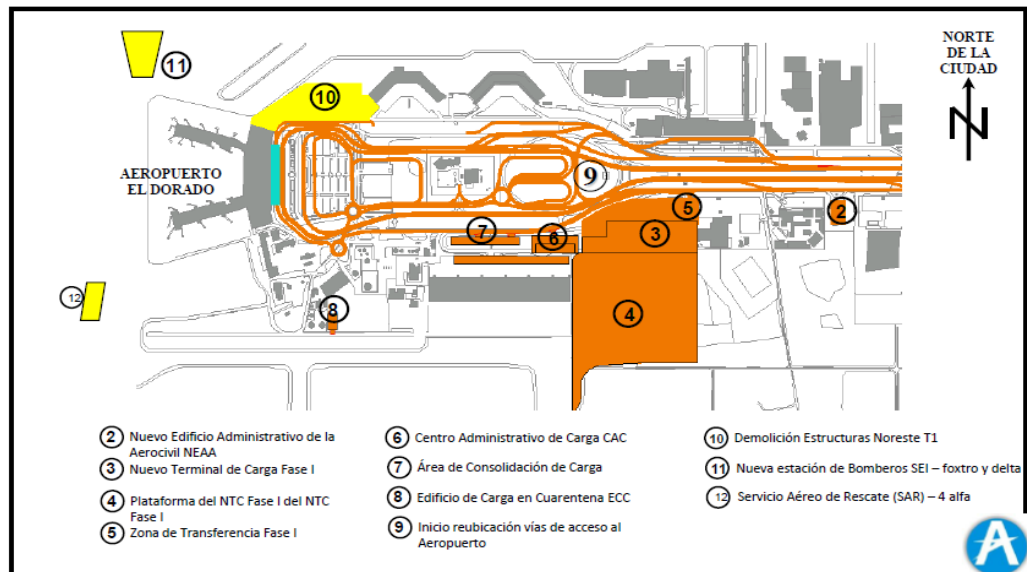 NORTE
DE LA
CIUDAD
N
11
10
AEROPUERTO
EL DORADO
9
5
2
7
6
3
12
8
4
2 Nuevo Edificio Administrativo de la
Aerocivil NEAA
3 Nuevo Terminal de Carga Fase I
4 Plataforma del NTC Fase I del NTC
Fase I
5 Zona de Transferencia Fase I
6 Centro Administrativo de Carga CAC
7 Área de Consolidación de Carga
8 Edificio de Carga en Cuarentena ECC
9 Inicio reubicación vías de acceso al
Aeropuerto
10 Demolición Estructuras Noreste T1
11 Nueva estación de Bomberos SEI – foxtro y delta
12 Servicio Aéreo de Rescate (SAR) – 4 alfa
A